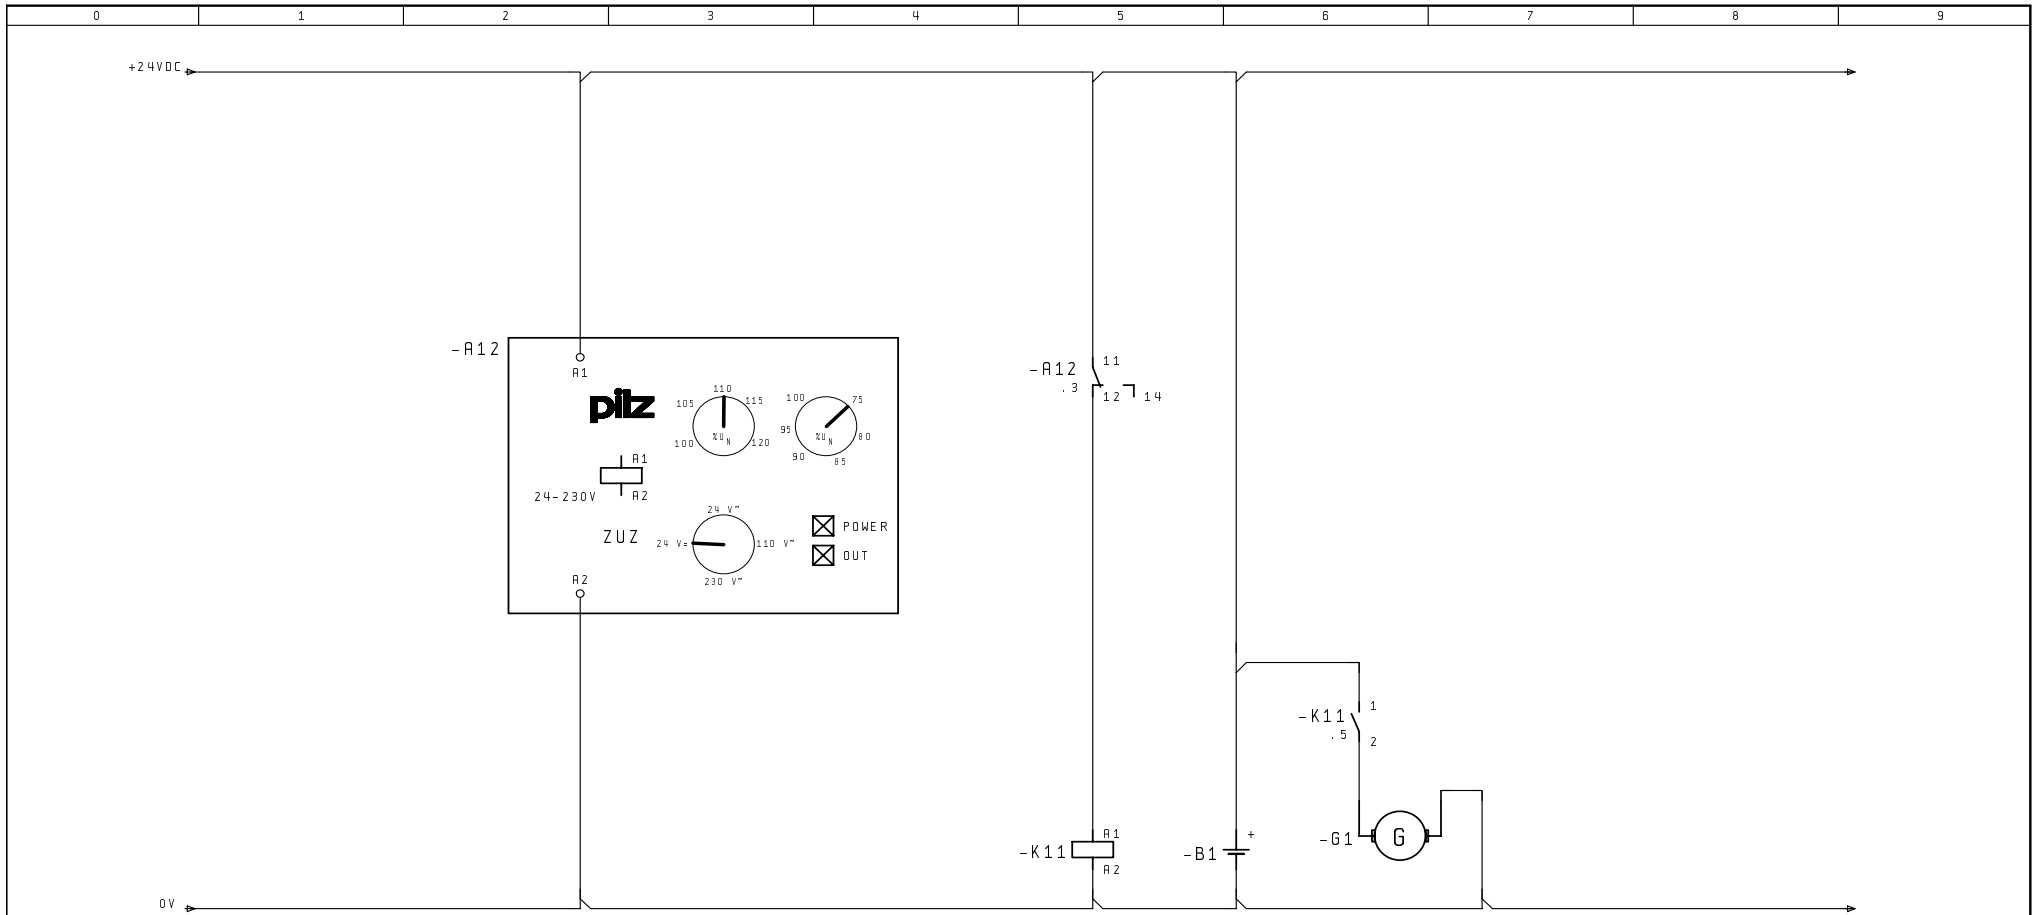 0 1 2 3 4 5 6 7 8 9
+24VDC
-A12
A1
pilz
110
105
115
100
120
%UN
100
75
95
80
90
85
%UN
A1
A2
24-230V
ZUZ
24 V~
24 V=
110 V~
230 V~
POWER
OUT
A2
-A12
.3
11
12
14
-K11
.5
1
2
-K11
A1
A2
-B1
+
-G1
G
0V